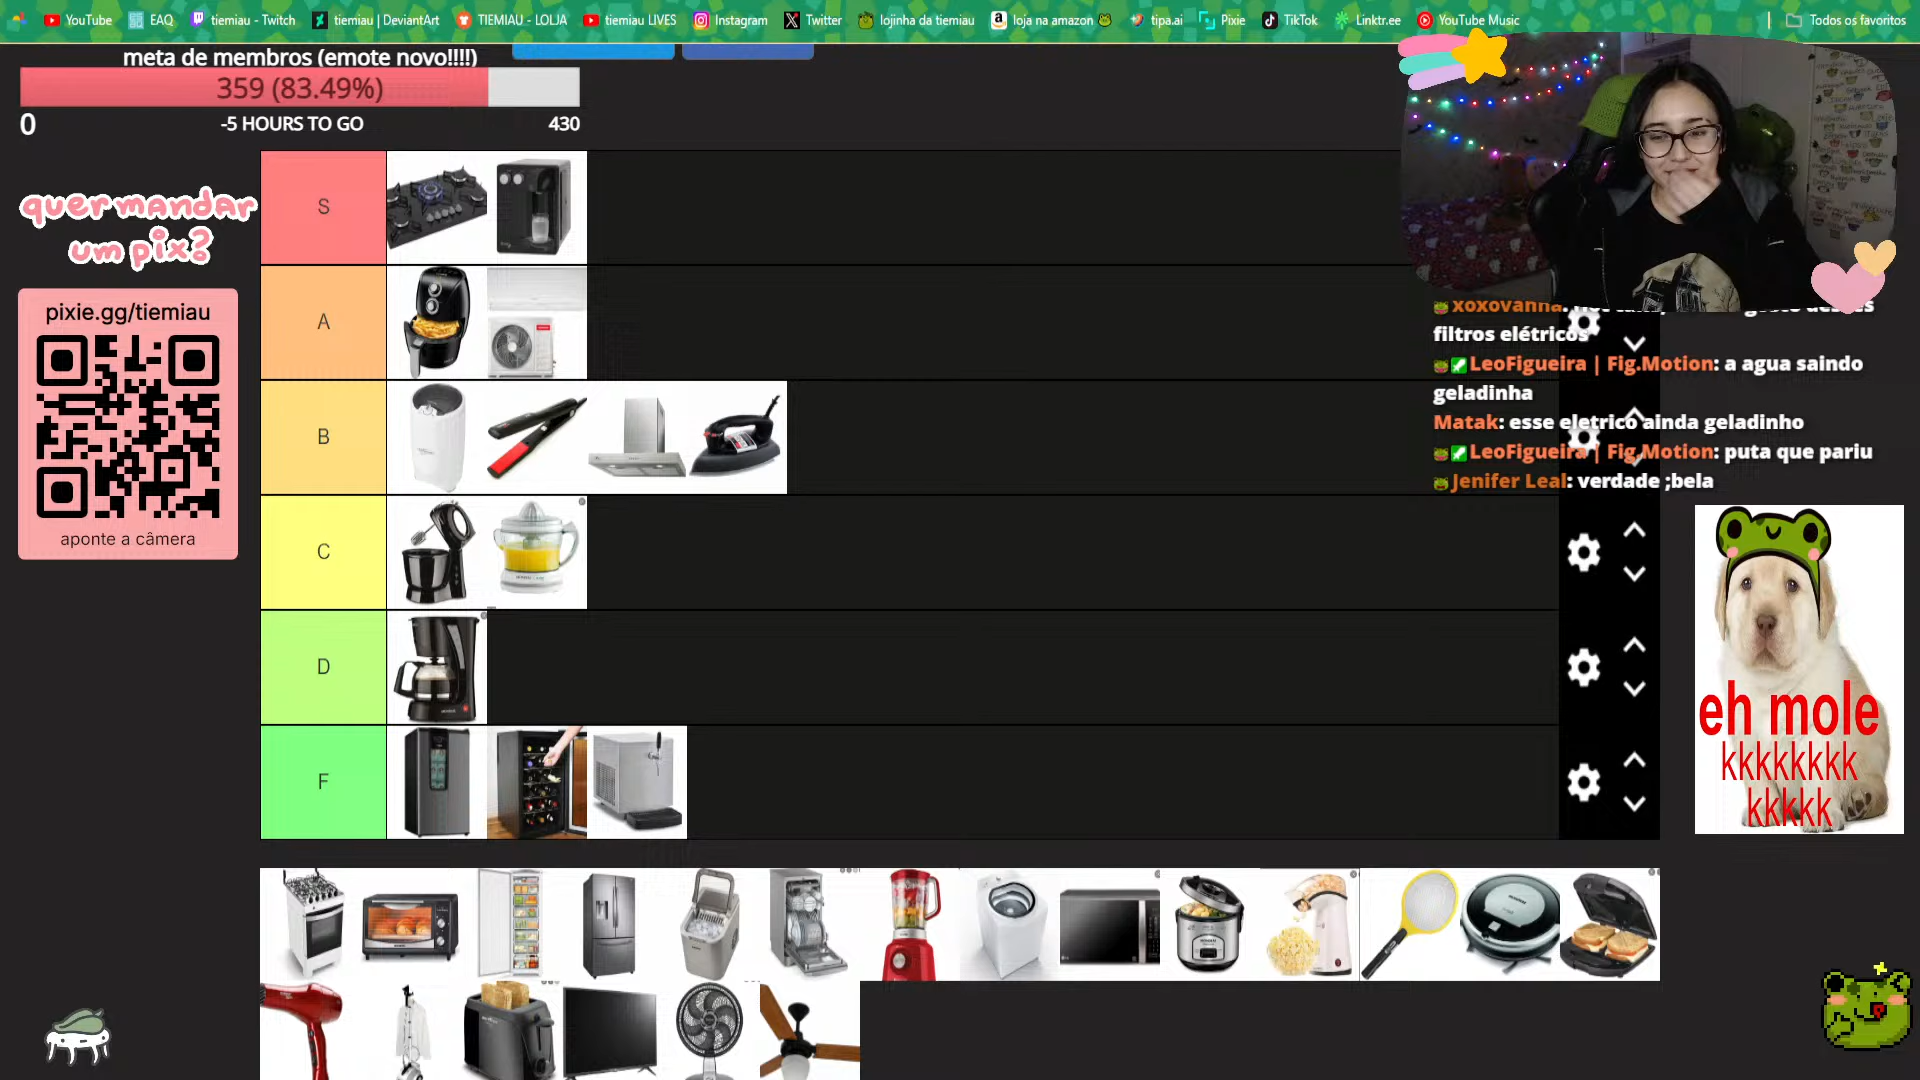 YouTube EAQ tiemiau - Twitch tiemiau | DeviantArt TIEMIAU - LOLJA tiemiau LIVES Instagram Twitter lojinha da tiemiau loja na amazon tipa.ai Pixie TikTok Linktr.ee YouTube Music Todos os favoritos
meta de membros (emote novo!!!!)
359 (83.49%)
0 -5 HOURS TO GO 430
quer mandar
um pix?
pixie.gg/tiemiau
aponte a câmera
S
A
B
C
D
F
xoxovanna:
filtros elétricos
LeoFigueira | Fig.Motion: a agua saindo
geladinha
Matak: esse eletrico ainda geladinho
LeoFigueira | Fig.Motion: puta que pariu
Jenifer Leal: verdade ;bela
eh mole
kkkkkkkk
kkkkk